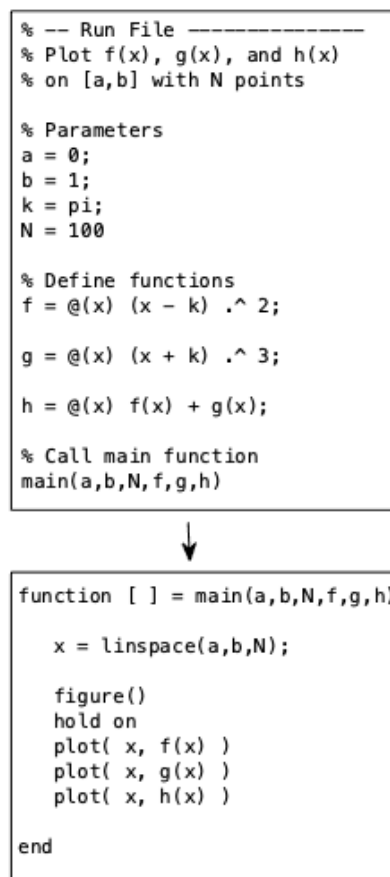 % -- Run File ---------------
% Plot f(x), g(x), and h(x)
% on [a,b] with N points
% Parameters
a = 0;
b = 1;
k = pi;
N = 100
% Define functions
f = @(x) (x - k) .^ 2;
g = @(x) (x + k) .^ 3;
h = @(x) f(x) + g(x);
% Call main function
main(a,b,N,f,g,h)
function [ ] = main(a,b,N,f,g,h)
x = linspace(a,b,N);
figure()
hold on
plot( x, f(x) )
plot( x, g(x) )
plot( x, h(x) )
end